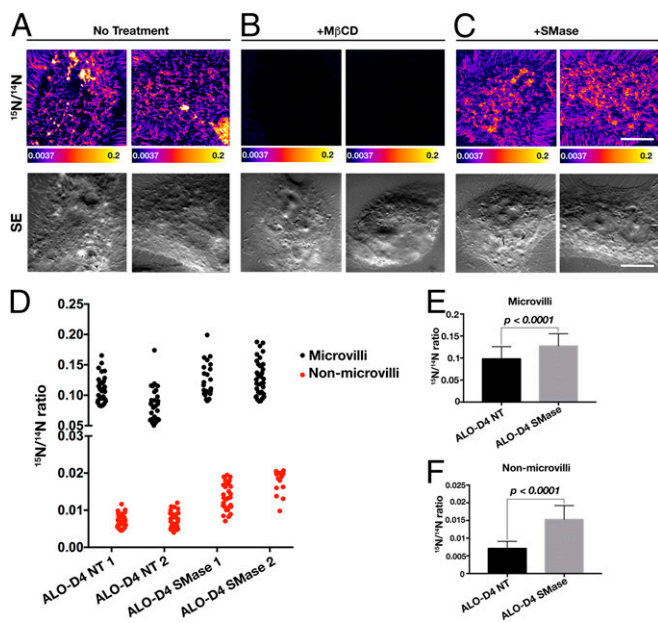 A
B
C
No Treatment
+MβCD
+SMase
¹⁵N/¹⁴N
0.0037 0.2
0.0037 0.2
0.0037 0.2
0.0037 0.2
0.0037 0.2
0.0037 0.2
SE
D
0.25
0.20
0.15
0.10
0.05
0.03
0.02
0.01
0.00
¹⁵N/¹⁴N ratio
Microvilli
Non-microvilli
ALO-D4 NT 1
ALO-D4 NT 2
ALO-D4 SMase 1
ALO-D4 SMase 2
E
Microvilli
p < 0.0001
0.2
0.15
0.1
0.05
0
¹⁵N/¹⁴N ratio
ALO-D4 NT
ALO-D4 SMase
F
Non-microvilli
p < 0.0001
0.025
0.02
0.015
0.01
0.005
0
¹⁵N/¹⁴N ratio
ALO-D4 NT
ALO-D4 SMase